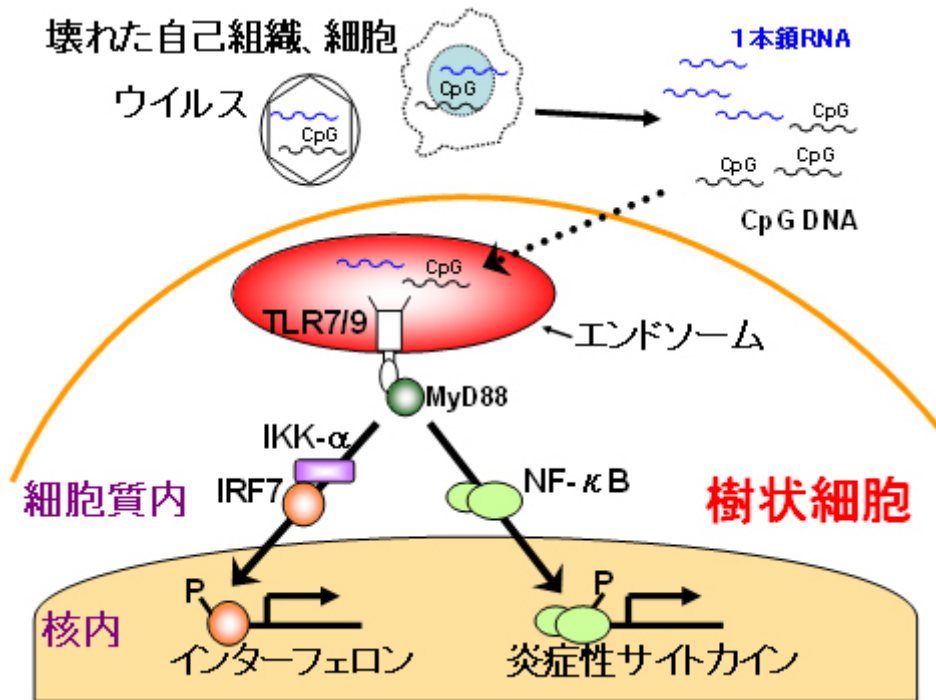 壊れた自己組織、細胞
ウイルス
CpG
CpG
1本鎖RNA
CpG
CpG
CpG
CpG DNA
CpG
TLR7/9
エンドソーム
MyD88
IKK-α
IRF7
NF-κB
細胞質内
樹状細胞
P
P
核内
インターフェロン
炎症性サイトカイン